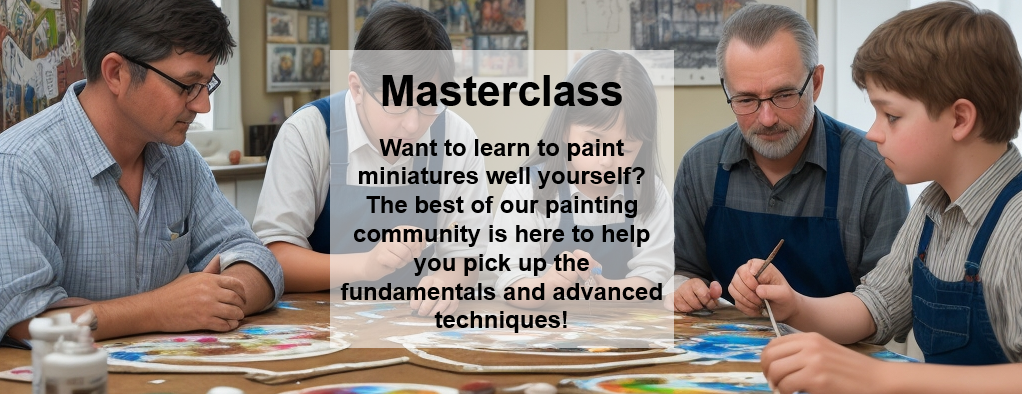 Masterclass
Want to learn to paint
miniatures well yourself?
The best of our painting
community is here to help
you pick up the
fundamentals and advanced
techniques!